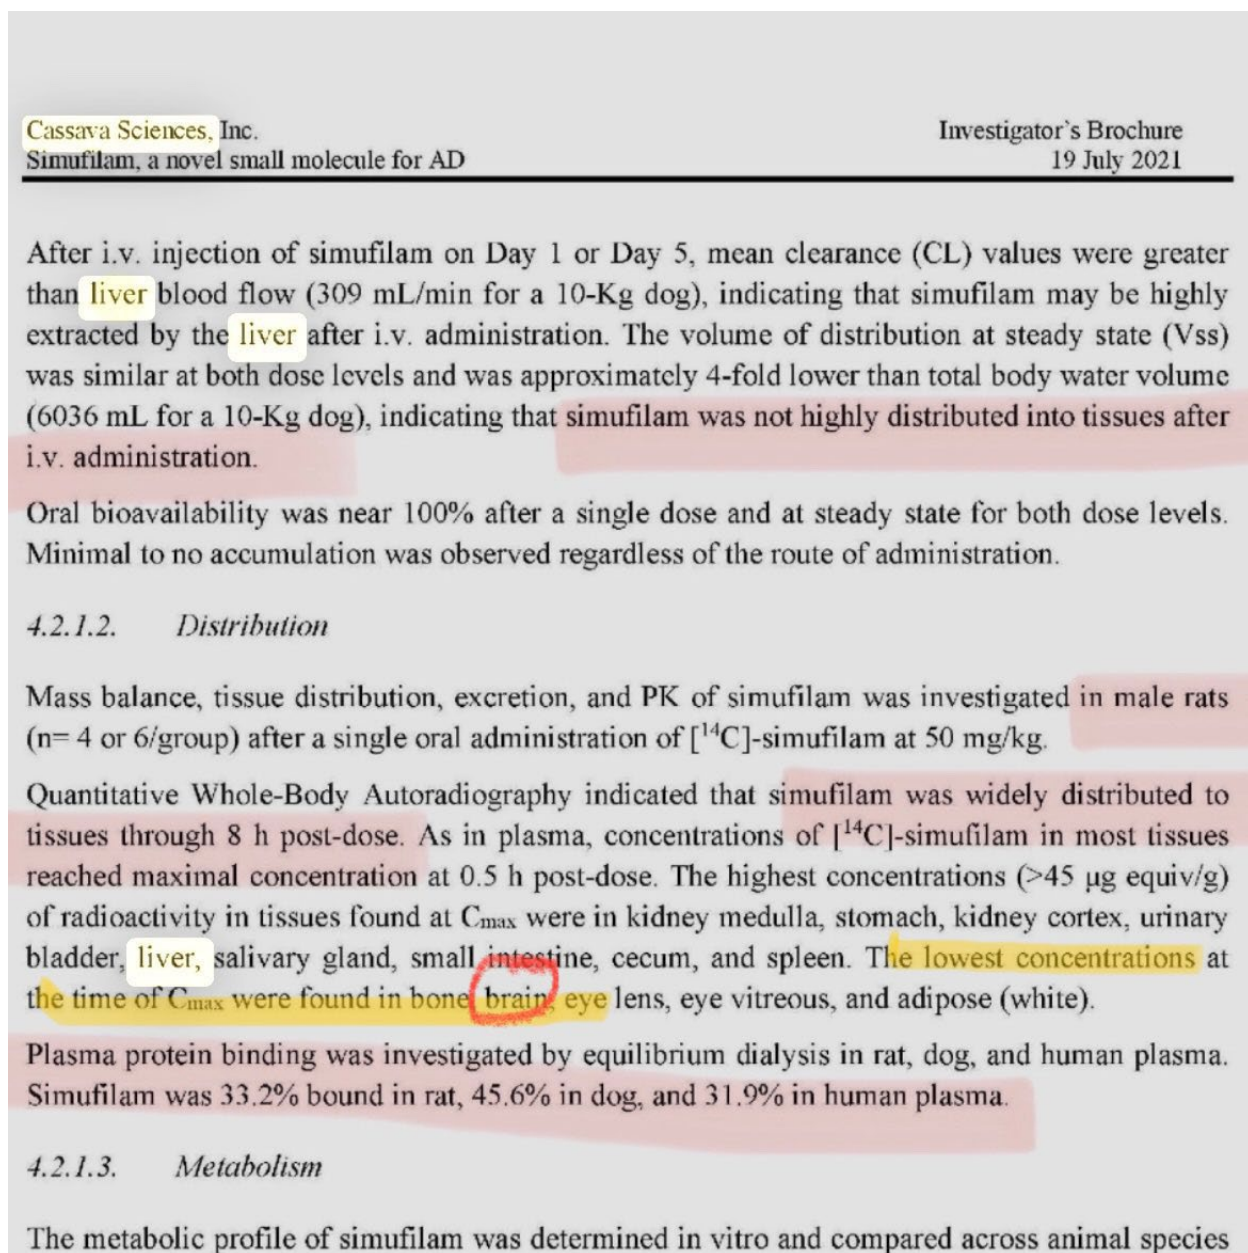 Cassava Sciences, Inc.
Investigator's Brochure
Simufilam, a novel small molecule for AD
19 July 2021
After i.v. injection of simufilam on Day 1 or Day 5, mean clearance (CL) values were greater
than liver blood flow (309 mL/min for a 10-Kg dog), indicating that simufilam may be highly
extracted by the liver after i.v. administration. The volume of distribution at steady state (Vss)
was similar at both dose levels and was approximately 4-fold lower than total body water volume
(6036 mL for a 10-Kg dog), indicating that simufilam was not highly distributed into tissues after
i.v. administration.
Oral bioavailability was near 100% after a single dose and at steady state for both dose levels.
Minimal to no accumulation was observed regardless of the route of administration.
4.2.1.2. Distribution
Mass balance, tissue distribution, excretion, and PK of simufilam was investigated in male rats
(n= 4 or 6/group) after a single oral administration of [¹⁴C]-simufilam at 50 mg/kg.
Quantitative Whole-Body Autoradiography indicated that simufilam was widely distributed to
tissues through 8 h post-dose. As in plasma, concentrations of [¹⁴C]-simufilam in most tissues
reached maximal concentration at 0.5 h post-dose. The highest concentrations (>45 µg equiv/g)
of radioactivity in tissues found at Cmax were in kidney medulla, stomach, kidney cortex, urinary
bladder, liver, salivary gland, small intestine, cecum, and spleen. The lowest concentrations at
the time of Cmax were found in bone, brain, eye lens, eye vitreous, and adipose (white).
Plasma protein binding was investigated by equilibrium dialysis in rat, dog, and human plasma.
Simufilam was 33.2% bound in rat, 45.6% in dog, and 31.9% in human plasma.
4.2.1.3. Metabolism
The metabolic profile of simufilam was determined in vitro and compared across animal species